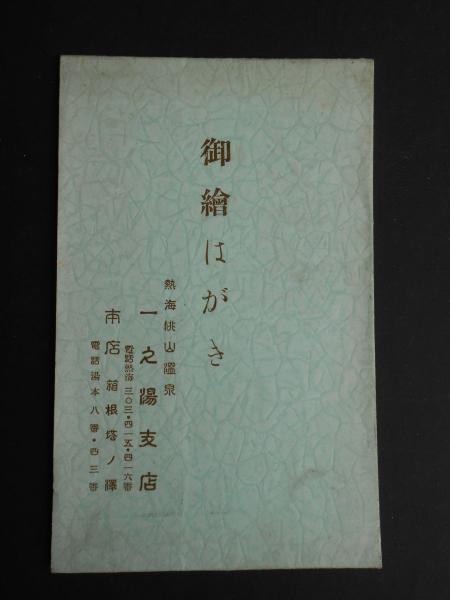 御繪はがき
熱海桃山溫泉
一之湯支店
電話熱海三〇三・四一五・四一六番
本店箱根塔ノ澤
電話湯本八番・四三番